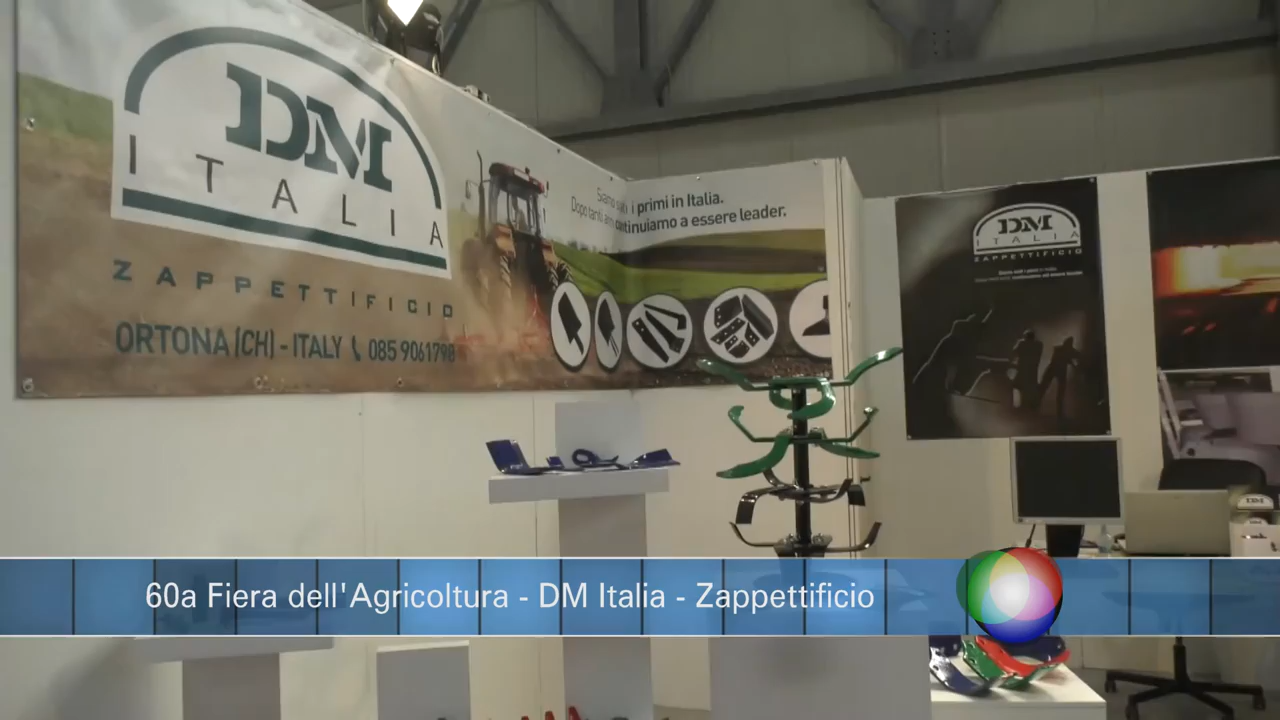 DM
ITALIA
ZAPPETTIFICIO
ORTONA (CH) - ITALY 085 9061798
i primi in Italia.
continuiamo a essere leader.
DM
ITALIA
ZAPPETTIFICIO
60a Fiera dell'Agricoltura - DM Italia - Zappettificio
DM